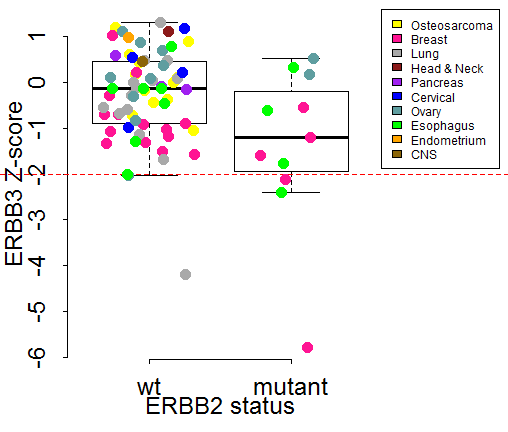 Osteosarcoma
Breast
Lung
Head & Neck
Pancreas
Cervical
Ovary
Esophagus
Endometrium
CNS
ERBB3 Z-score
1
0
-1
-2
-3
-4
-5
-6
wt mutant
ERBB2 status